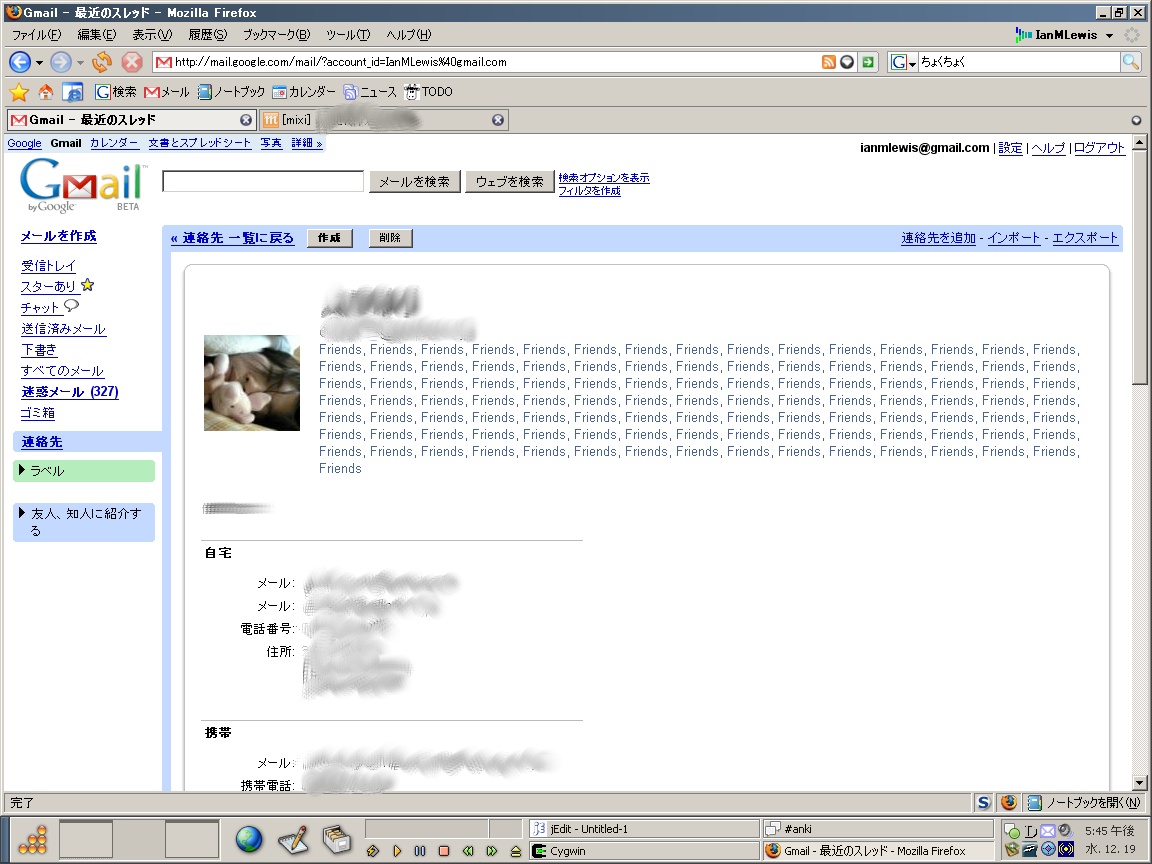 Gmail - 最近のスレッド - Mozilla Firefox
ファイル(F) 編集(E) 表示(V) 履歴(S) ブックマーク(B) ツール(T) ヘルプ(H) IanMLewis
http://mail.google.com/mail/?account_id=IanMLewis%40gmail.com ちょくちょく
検索 メール ノートブック カレンダー ニュース TODO
Gmail - 最近のスレッド [mixi]
Google Gmail カレンダー 文書とスプレッドシート 写真 詳細 »
ianmlewis@gmail.com | 設定 | ヘルプ | ログアウト
Gmail by Google BETA
メールを検索 ウェブを検索 検索オプションを表示
フィルタを作成
メールを作成
« 連絡先 一覧に戻る 作成 削除 連絡先を追加 - インポート - エクスポート
受信トレイ
スターあり
チャット
送信済みメール
下書き
すべてのメール
迷惑メール (327)
ゴミ箱
連絡先
ラベル
友人、知人に紹介す
る
Friends, Friends, Friends, Friends, Friends, Friends, Friends, Friends, Friends, Friends, Friends, Friends, Friends, Friends, Friends,
Friends, Friends, Friends, Friends, Friends, Friends, Friends, Friends, Friends, Friends, Friends, Friends, Friends, Friends, Friends,
Friends, Friends, Friends, Friends, Friends, Friends, Friends, Friends, Friends, Friends, Friends, Friends, Friends, Friends, Friends,
Friends, Friends, Friends, Friends, Friends, Friends, Friends, Friends, Friends, Friends, Friends, Friends, Friends, Friends, Friends,
Friends, Friends, Friends, Friends, Friends, Friends, Friends, Friends, Friends, Friends, Friends, Friends, Friends, Friends, Friends,
Friends, Friends, Friends, Friends, Friends, Friends, Friends, Friends, Friends, Friends, Friends, Friends, Friends, Friends, Friends,
Friends, Friends, Friends, Friends, Friends, Friends, Friends, Friends, Friends, Friends, Friends, Friends, Friends, Friends, Friends,
Friends
自宅
メール:
メール:
電話番号:
住所:
携帯
メール:
携帯電話:
完了 ノートブックを開く(N)
jEdit - Untitled-1 #anki 5:45 午後
Cygwin Gmail - 最近のスレッド - Mozilla Firefox 水. 12. 19